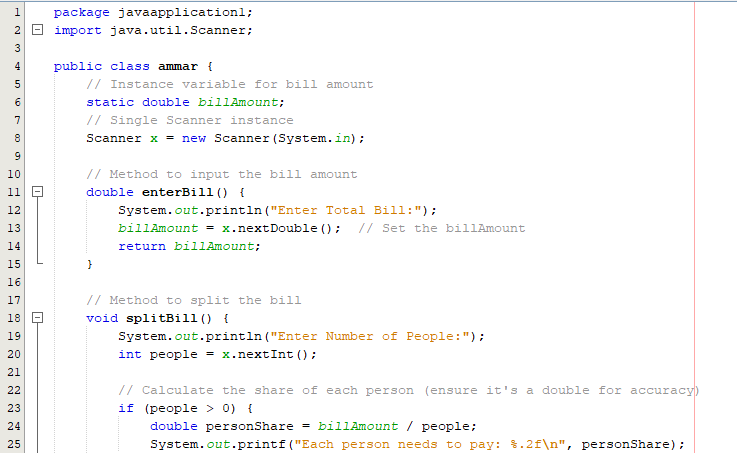 1 package javaapplication1;
2 import java.util.Scanner;
3
4 public class ammar {
5     // Instance variable for bill amount
6     static double billAmount;
7     // Single Scanner instance
8     Scanner x = new Scanner(System.in);
9
10     // Method to input the bill amount
11     double enterBill() {
12         System.out.println("Enter Total Bill:");
13         billAmount = x.nextDouble();  // Set the billAmount
14         return billAmount;
15     }
16
17     // Method to split the bill
18     void splitBill() {
19         System.out.println("Enter Number of People:");
20         int people = x.nextInt();
21
22         // Calculate the share of each person (ensure it's a double for accuracy)
23         if (people > 0) {
24             double personShare = billAmount / people;
25             System.out.printf("Each person needs to pay: %.2f\n", personShare);